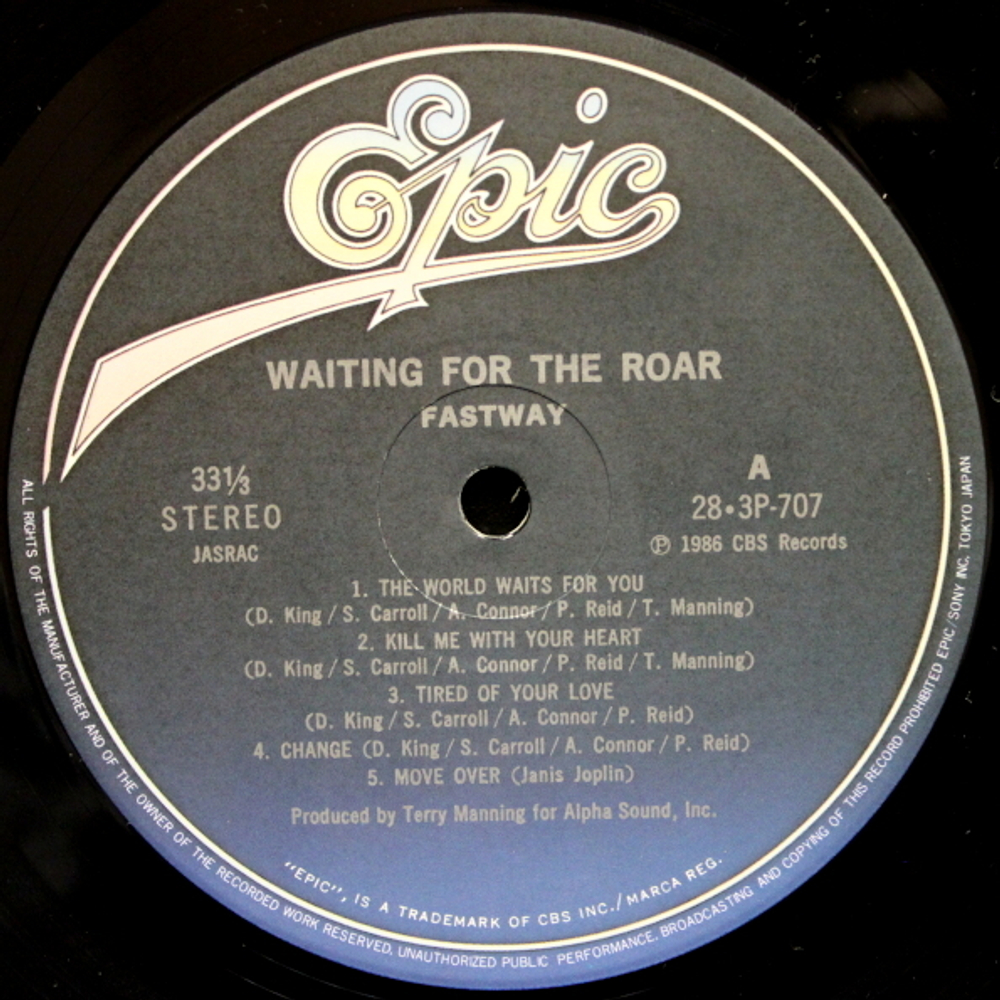 Epic
WAITING FOR THE ROAR
FASTWAY
33⅓
STEREO
JASRAC
A
28•3P-707
Ⓟ 1986 CBS Records
1. THE WORLD WAITS FOR YOU
(D. King / S. Carroll / A. Connor / P. Reid / T. Manning)
2. KILL ME WITH YOUR HEART
(D. King / S. Carroll / A. Connor / P. Reid / T. Manning)
3. TIRED OF YOUR LOVE
(D. King / S. Carroll / A. Connor / P. Reid)
4. CHANGE (D. King / S. Carroll / A. Connor / P. Reid)
5. MOVE OVER (Janis Joplin)
Produced by Terry Manning for Alpha Sound, Inc.
"EPIC", IS A TRADEMARK OF CBS INC./MARCA REG.
ALL RIGHTS OF THE MANUFACTURER AND OF THE OWNER OF THE RECORDED WORK RESERVED, UNAUTHORIZED PUBLIC PERFORMANCE, BROADCASTING AND COPYING OF THIS RECORD PROHIBITED EPIC/SONY INC. TOKYO JAPAN